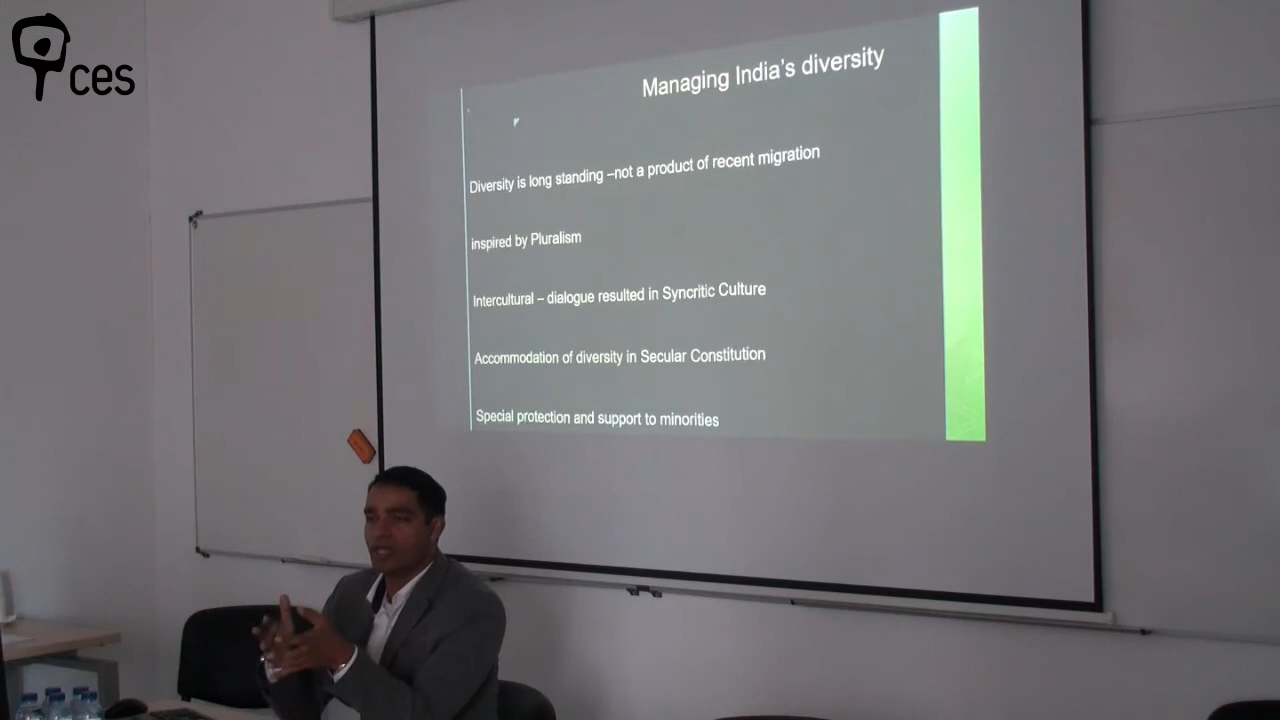 ces
Managing India's diversity
Diversity is long standing –not a product of recent migration
inspired by Pluralism
Intercultural – dialogue resulted in Syncritic Culture
Accommodation of diversity in Secular Constitution
Special protection and support to minorities